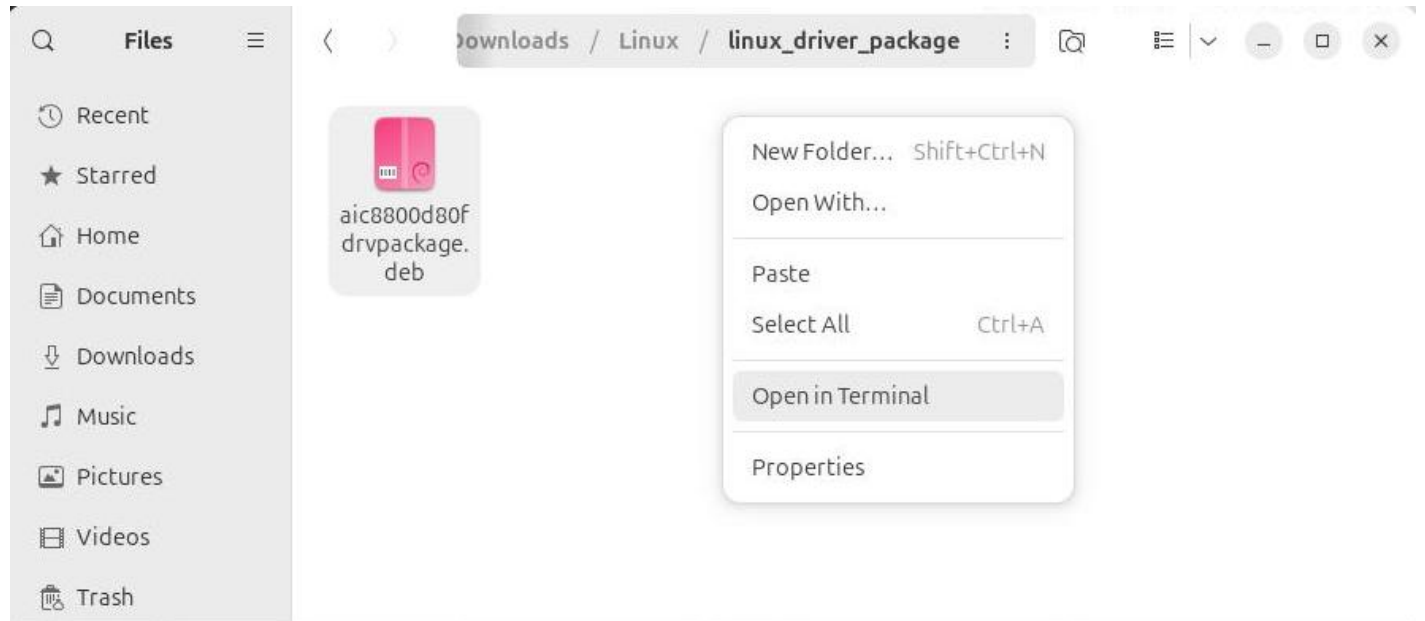 Files
Downloads / Linux / linux_driver_package
Recent
Starred
Home
Documents
Downloads
Music
Pictures
Videos
Trash
aic8800d80f
drvpackage.
deb
New Folder... Shift+Ctrl+N
Open With...
Paste
Select All Ctrl+A
Open in Terminal
Properties